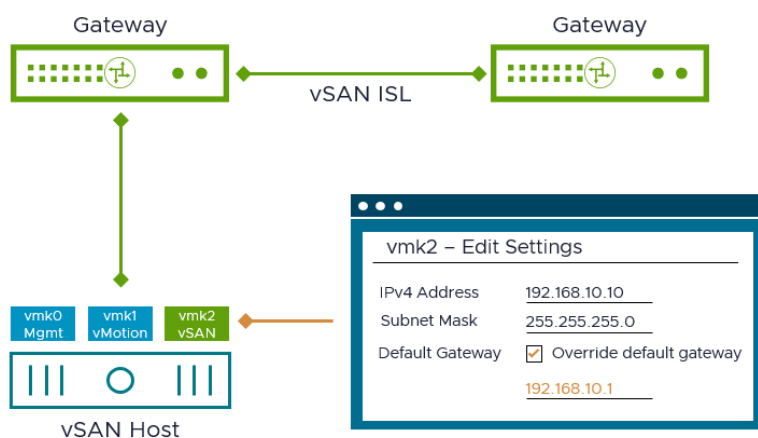 Gateway
Gateway
vSAN ISL
vmk0
Mgmt
vmk1
vMotion
vmk2
vSAN
vSAN Host
vmk2 – Edit Settings
IPv4 Address 192.168.10.10
Subnet Mask 255.255.255.0
Default Gateway Override default gateway
192.168.10.1